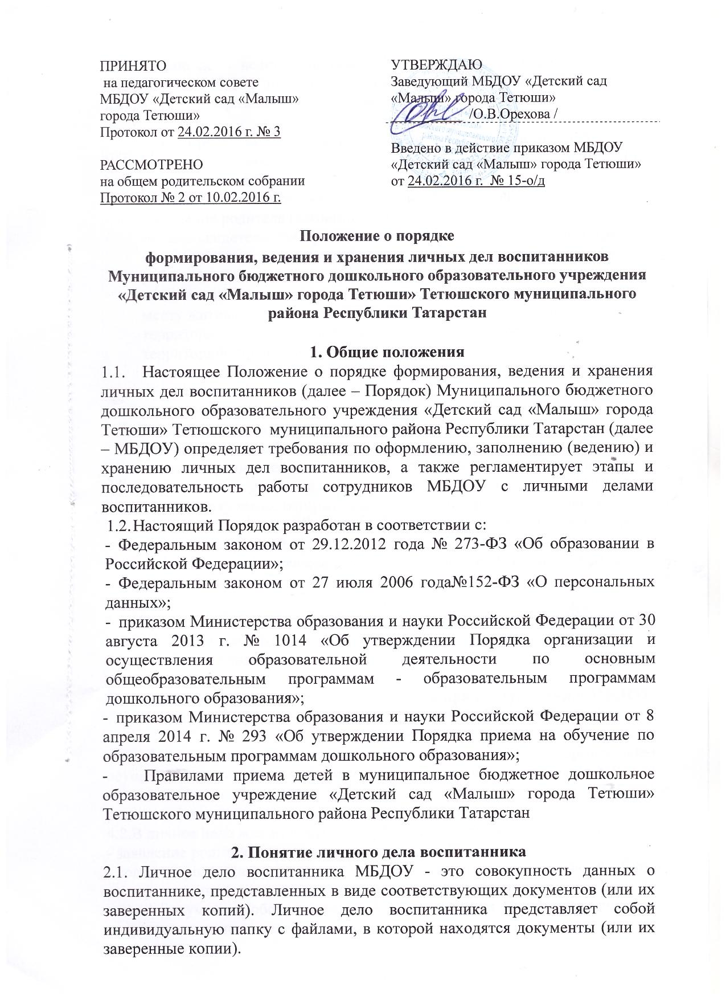 ПРИНЯТО
на педагогическом совете
МБДОУ «Детский сад «Малыш»
города Тетюши»
Протокол от 24.02.2016 г. № 3
РАССМОТРЕНО
на общем родительском собрании
Протокол № 2 от 10.02.2016 г.
УТВЕРЖДАЮ
Заведующий МБДОУ «Детский сад
«Малыш» города Тетюши»
/О.В.Орехова /
Введено в действие приказом МБДОУ
«Детский сад «Малыш» города Тетюши»
от 24.02.2016 г.  № 15-о/д
Положение о порядке
формирования, ведения и хранения личных дел воспитанников
Муниципального бюджетного дошкольного образовательного учреждения
«Детский сад «Малыш» города Тетюши» Тетюшского муниципального
района Республики Татарстан
1. Общие положения
1.1. Настоящее Положение о порядке формирования, ведения и хранения
личных дел воспитанников (далее – Порядок) Муниципального бюджетного
дошкольного образовательного учреждения «Детский сад «Малыш» города
Тетюши» Тетюшского муниципального района Республики Татарстан (далее
– МБДОУ) определяет требования по оформлению, заполнению (ведению) и
хранению личных дел воспитанников, а также регламентирует этапы и
последовательность работы сотрудников МБДОУ с личными делами
воспитанников.
1.2. Настоящий Порядок разработан в соответствии с:
- Федеральным законом от 29.12.2012 года № 273-ФЗ «Об образовании в
Российской Федерации»;
- Федеральным законом от 27 июля 2006 года№152-ФЗ «О персональных
данных»;
- приказом Министерства образования и науки Российской Федерации от 30
августа 2013 г. № 1014 «Об утверждении Порядка организации и
осуществления образовательной деятельности по основным
общеобразовательным программам - образовательным программам
дошкольного образования»;
- приказом Министерства образования и науки Российской Федерации от 8
апреля 2014 г. № 293 «Об утверждении Порядка приема на обучение по
образовательным программам дошкольного образования»;
- Правилами приема детей в муниципальное бюджетное дошкольное
образовательное учреждение «Детский сад «Малыш» города Тетюши»
Тетюшского муниципального района Республики Татарстан
2. Понятие личного дела воспитанника
2.1. Личное дело воспитанника МБДОУ - это совокупность данных о
воспитаннике, представленных в виде соответствующих документов (или их
заверенных копий). Личное дело воспитанника представляет собой
индивидуальную папку с файлами, в которой находятся документы (или их
заверенные копии).